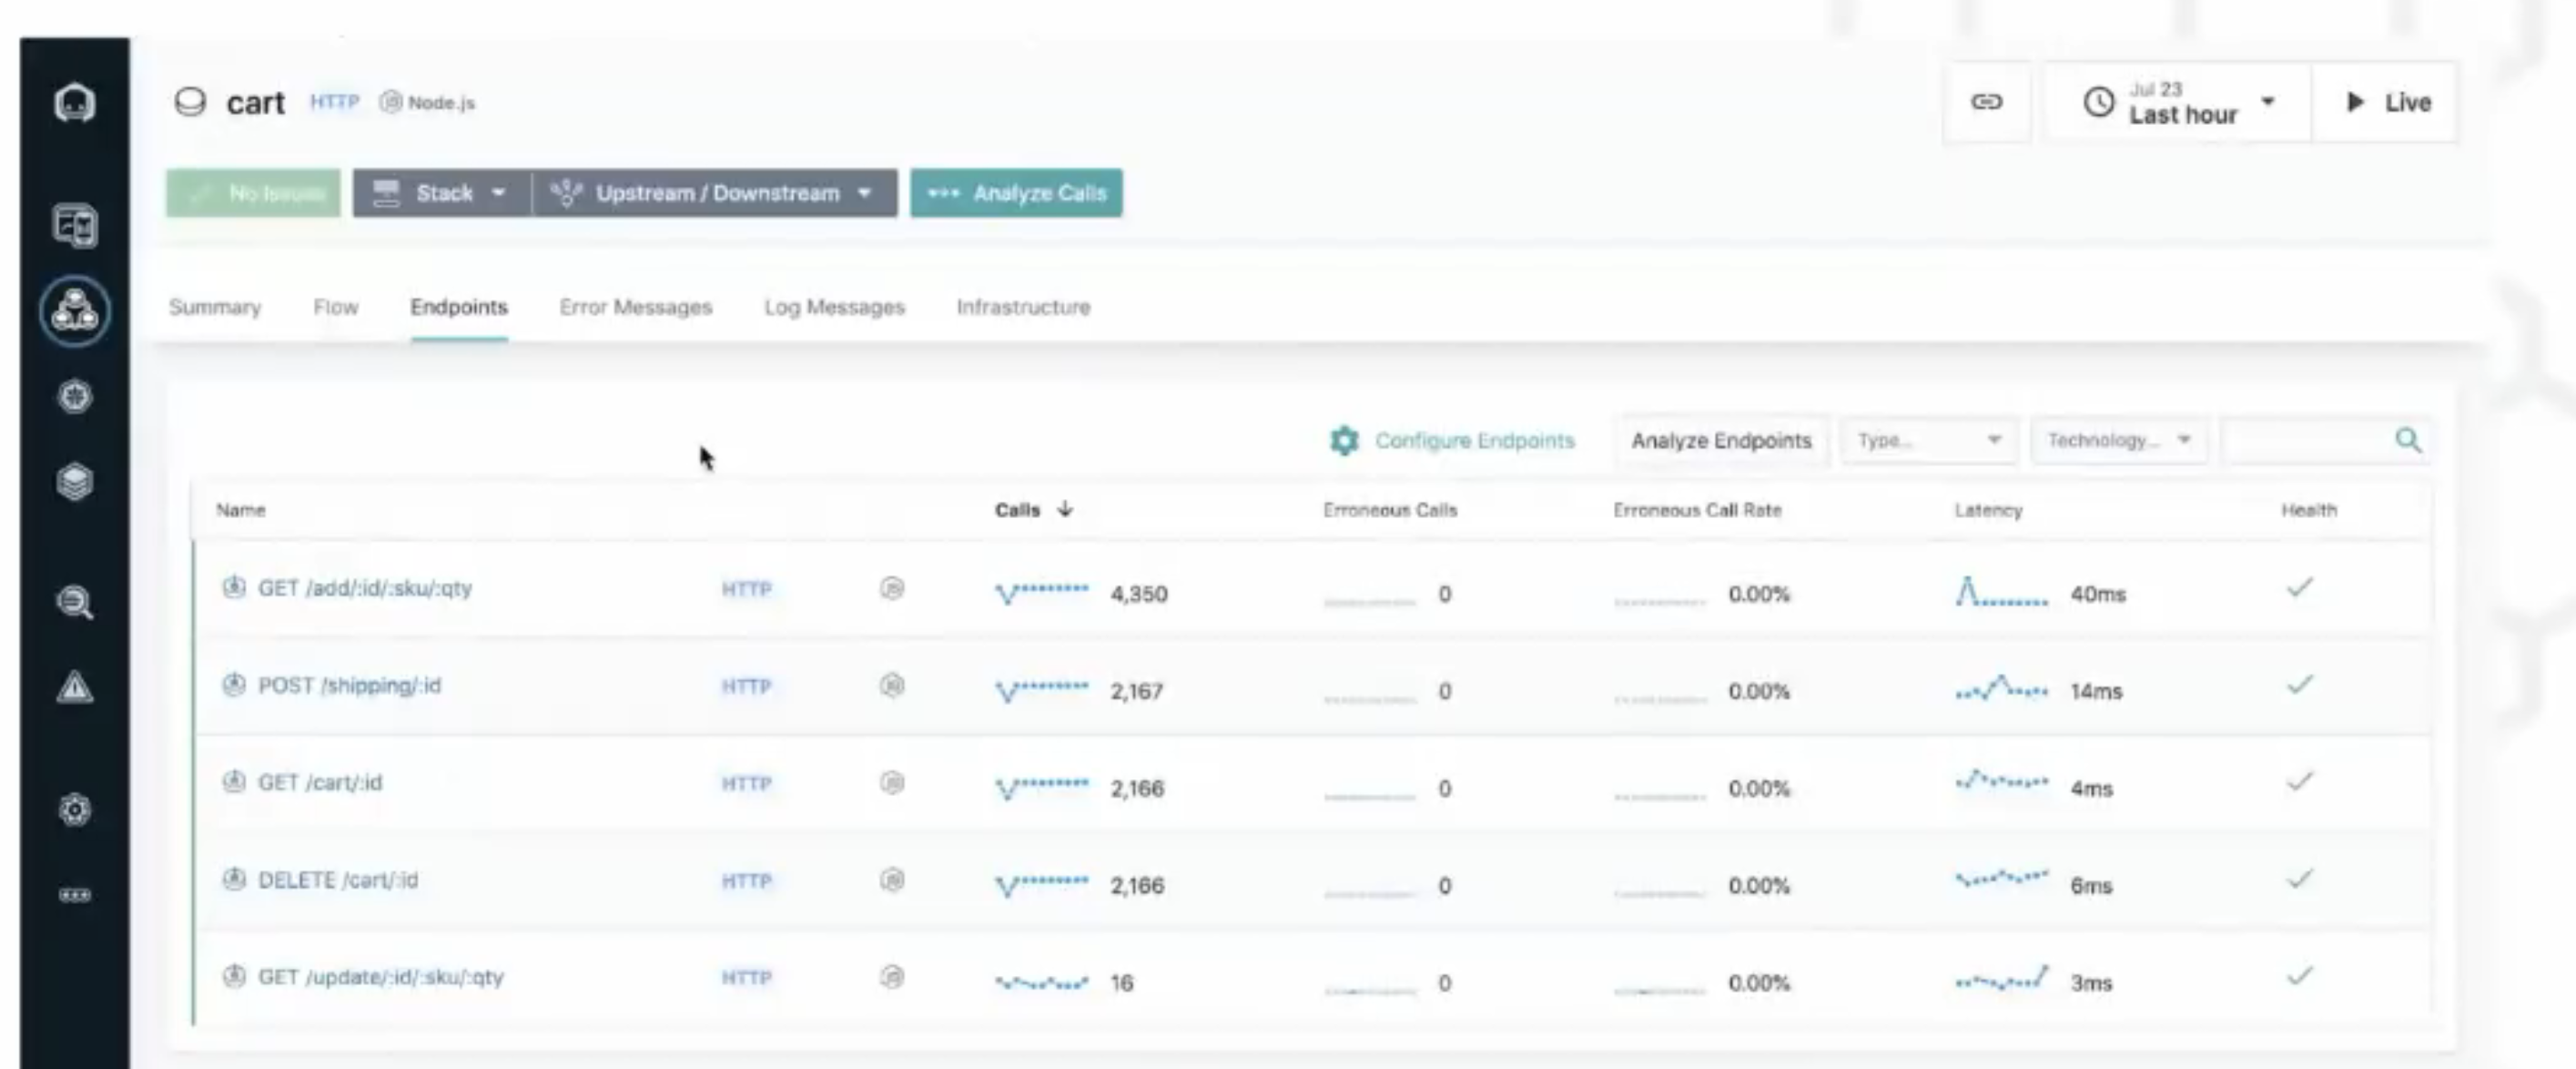 cart HTTP Node.js
Jul 23
Last hour
Live
No Issues
Stack
Upstream / Downstream
Analyze Calls
Summary Flow Endpoints Error Messages Log Messages Infrastructure
Configure Endpoints Analyze Endpoints Type... Technology...
Name Calls Erroneous Calls Erroneous Call Rate Latency Health
GET /add/:id/:sku/:qty HTTP 4,350 0 0.00% 40ms
POST /shipping/:id HTTP 2,167 0 0.00% 14ms
GET /cart/:id HTTP 2,166 0 0.00% 4ms
DELETE /cart/:id HTTP 2,166 0 0.00% 6ms
GET /update/:id/:sku/:qty HTTP 16 0 0.00% 3ms